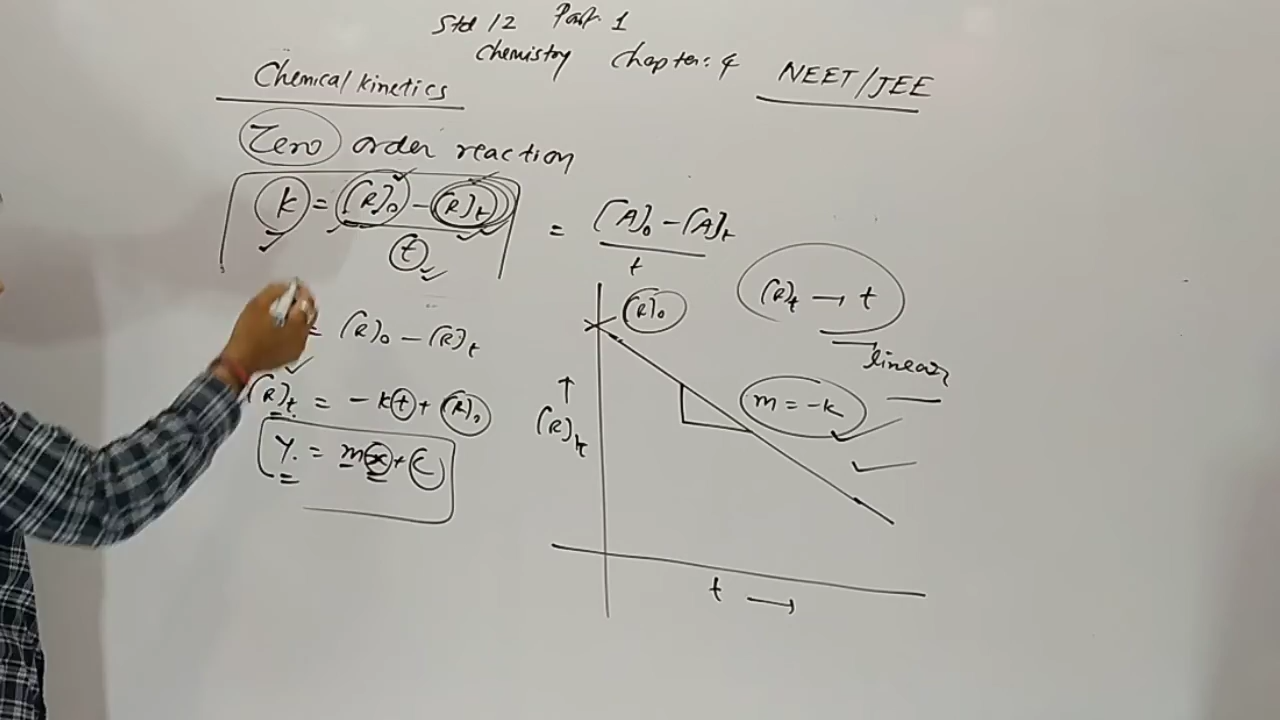 Std 12 Part. 1
Chemistry Chapter: 4
NEET/JEE
Chemical kinetics
Zero order reaction
k = [R]₀ − [R]t / t = [A]₀ − [A]t / t
= [R]₀ − [R]t
[R]t = −kt + [R]₀
y = mx + c
[R]₀
[R]t → t
linear
m = −k
↑
[R]t
t →